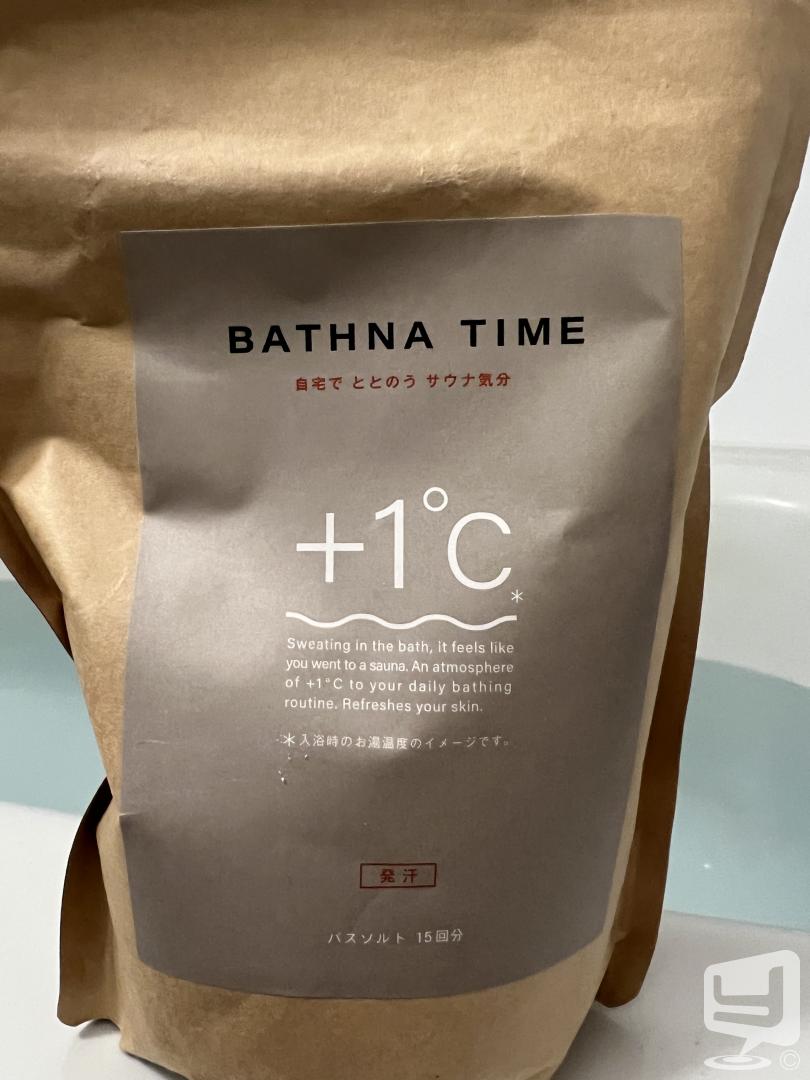 BATHNA TIME
自宅で ととのう サウナ気分
+1°C*
Sweating in the bath, it feels like
you went to a sauna. An atmosphere
of +1°C to your daily bathing
routine. Refreshes your skin.
*入浴時のお湯温度のイメージです。
発汗
バスソルト 15回分
©